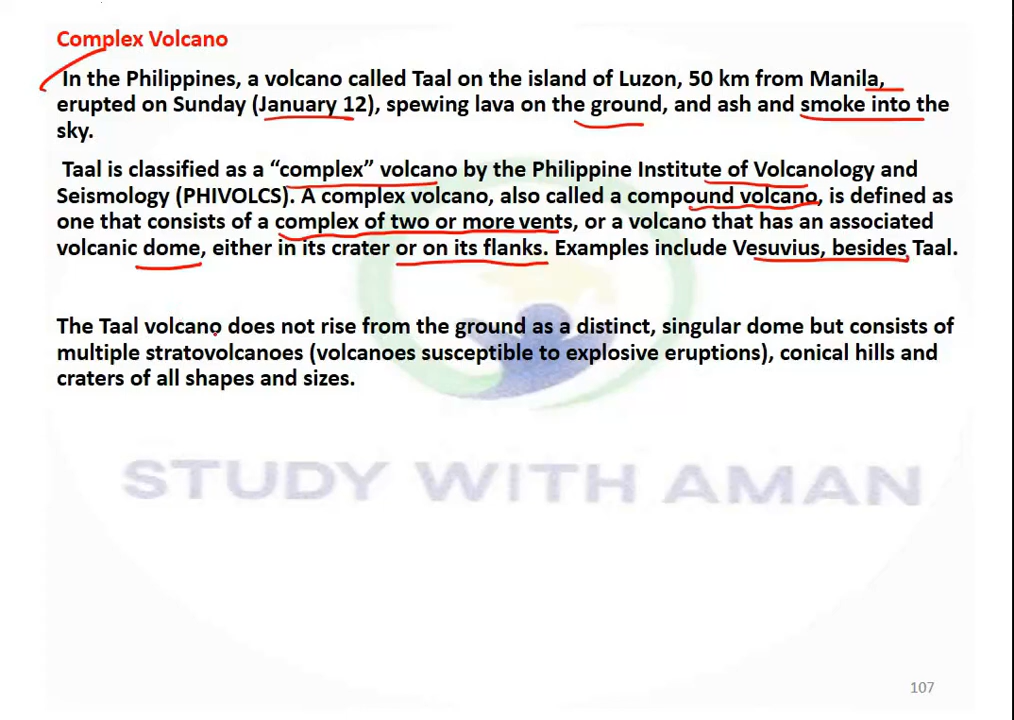 Complex Volcano
In the Philippines, a volcano called Taal on the island of Luzon, 50 km from Manila,
erupted on Sunday (January 12), spewing lava on the ground, and ash and smoke into the
sky.
Taal is classified as a “complex” volcano by the Philippine Institute of Volcanology and
Seismology (PHIVOLCS). A complex volcano, also called a compound volcano, is defined as
one that consists of a complex of two or more vents, or a volcano that has an associated
volcanic dome, either in its crater or on its flanks. Examples include Vesuvius, besides Taal.
The Taal volcano does not rise from the ground as a distinct, singular dome but consists of
multiple stratovolcanoes (volcanoes susceptible to explosive eruptions), conical hills and
craters of all shapes and sizes.
STUDY WITH AMAN
107